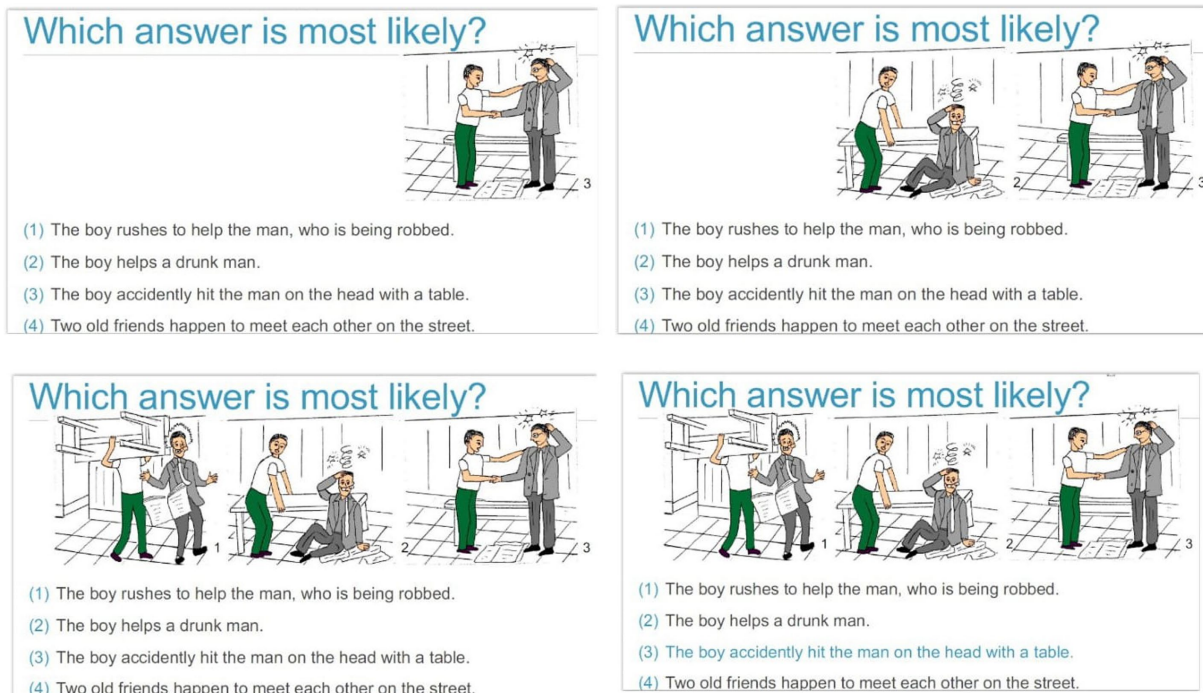 Which answer is most likely?
3
(1) The boy rushes to help the man, who is being robbed.
(2) The boy helps a drunk man.
(3) The boy accidently hit the man on the head with a table.
(4) Two old friends happen to meet each other on the street.
Which answer is most likely?
2 3
(1) The boy rushes to help the man, who is being robbed.
(2) The boy helps a drunk man.
(3) The boy accidently hit the man on the head with a table.
(4) Two old friends happen to meet each other on the street.
Which answer is most likely?
1 2 3
(1) The boy rushes to help the man, who is being robbed.
(2) The boy helps a drunk man.
(3) The boy accidently hit the man on the head with a table.
(4) Two old friends happen to meet each other on the street.
Which answer is most likely?
1 2 3
(1) The boy rushes to help the man, who is being robbed.
(2) The boy helps a drunk man.
(3) The boy accidently hit the man on the head with a table.
(4) Two old friends happen to meet each other on the street.